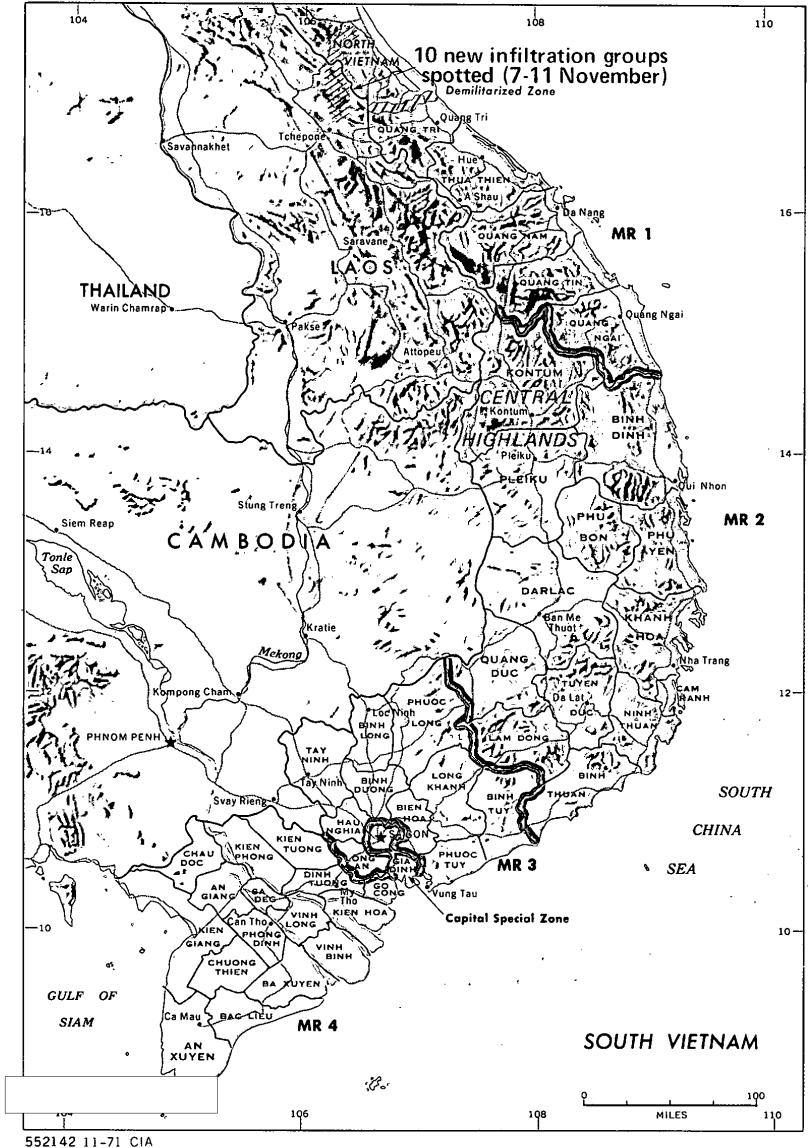 104
106
108
110
NORTH
VIETNAM
10 new infiltration groups
spotted (7-11 November)
Demilitarized Zone
Quang Tri
QUANG TRI
Tchepone
Savannakhet
Hue
THUA THIEN
A Shau
16
Da Nang
16
MR 1
QUANG NAM
Saravane
LAOS
THAILAND
QUANG TIN
Warin Chamrap
Quang Ngai
Pakse
QUANG
NGAI
Attopeu
KONTUM
CENTRAL
Kontum
BINH
DINH
HIGHLANDS
14
Pleiku
PLEIKU
Qui Nhon
Stung Treng
Siem Reap
PHU
BON
PHU
YEN
MR 2
CAMBODIA
Tonle
Sap
DARLAC
Ban Me
Thuot
KHANH
HOA
Kratie
Mekong
QUANG
DUC
Nha Trang
TUYEN
DUC
Da Lat
CAM
RANH
12
Kompong Cham
12
PHUOC
LONG
Loc Ninh
BINH
LONG
NINH
THUAN
PHNOM PENH
LAM DONG
TAY
NINH
Tay Ninh
BINH
DUONG
LONG
KHANH
BINH
THUAN
Svay Rieng
BINH
TUY
SOUTH
CHINA
SEA
BIEN
HOA
HAU
NGHIA
SAIGON
KIEN
TUONG
KIEN
PHONG
CHAU
DOC
LONG
AN
GIA
DINH
PHUOC
TUY
MR 3
DINH
TUONG
My
Tho
GO
CONG
Vung Tau
AN
GIANG
SA
DEC
KIEN HOA
Capital Special Zone
Can Tho
VINH
LONG
10
KIEN
GIANG
PHONG
DINH
10
VINH
BINH
CHUONG
THIEN
BA XUYEN
GULF OF
SIAM
Ca Mau
BAC LIEU
MR 4
AN
XUYEN
SOUTH VIETNAM
0
100
MILES
104
106
108
110
552142 11-71 CIA